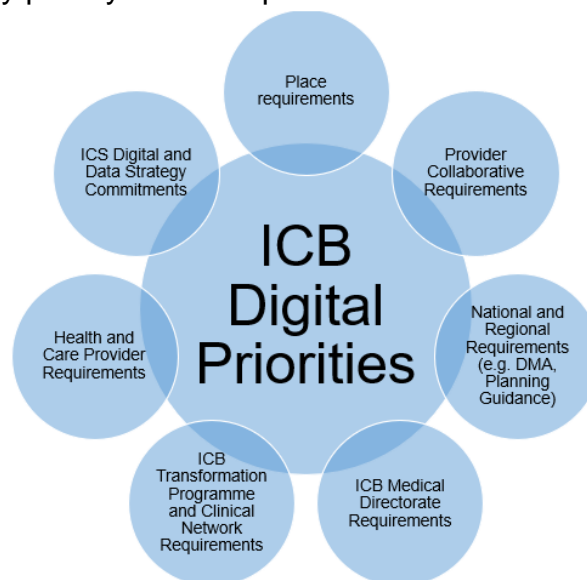 Place
requirements
Provider
Collaborative
Requirements
National and
Regional
Requirements
(e.g. DMA,
Planning
Guidance)
ICB Medical
Directorate
Requirements
ICB
Transformation
Programme
and Clinical
Network
Requirements
Health and
Care Provider
Requirements
ICS Digital and
Data Strategy
Commitments
ICB
Digital
Priorities